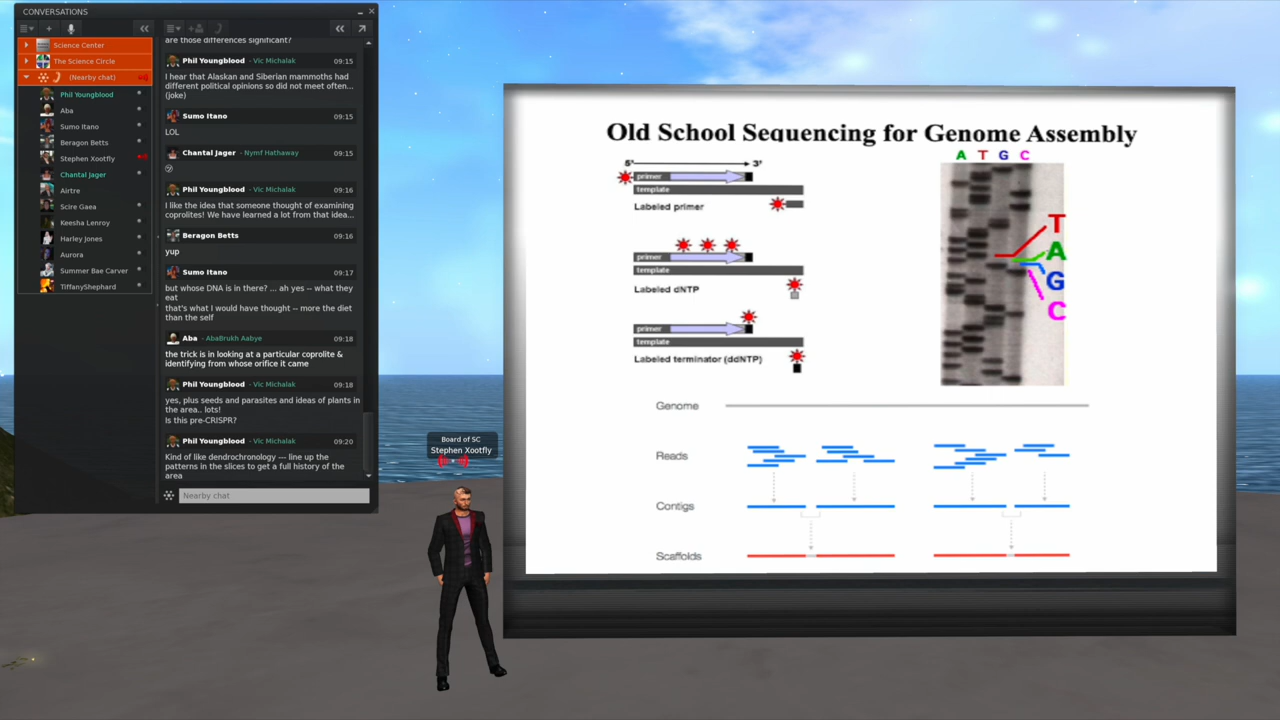 CONVERSATIONS
Science Center
The Science Circle
(Nearby chat)
Phil Youngblood
Aba
Sumo Itano
Beragon Betts
Stephen Xootfly
Chantal Jager
Airtre
Scire Gaea
Keesha Lenroy
Harley Jones
Aurora
Summer Bae Carver
TiffanyShephard
are those differences significant?
Phil Youngblood - Vic Michalak 09:15
I hear that Alaskan and Siberian mammoths had
different political opinions so did not meet often...
(joke)
Sumo Itano 09:15
LOL
Chantal Jager - Nymf Hathaway 09:15
Phil Youngblood - Vic Michalak 09:16
I like the idea that someone thought of examining
coprolites! We have learned a lot from that idea...
Beragon Betts 09:16
yup
Sumo Itano 09:17
but whose DNA is in there? ... ah yes -- what they
eat
that's what I would have thought -- more the diet
than the self
Aba - AbaBrukh Aabye 09:18
the trick is in looking at a particular coprolite &
identifying from whose orifice it came
Phil Youngblood - Vic Michalak 09:18
yes, plus seeds and parasites and ideas of plants in
the area.. lots!
Is this pre-CRISPR?
Phil Youngblood - Vic Michalak 09:20
Kind of like dendrochronology --- line up the
patterns in the slices to get a full history of the
area
Nearby chat
Board of SC
Stephen Xootfly
Old School Sequencing for Genome Assembly
5' 3'
primer
template
Labeled primer
primer
template
Labeled dNTP
primer
template
Labeled terminator (ddNTP)
A T G C
T
A
G
C
Genome
Reads
Contigs
Scaffolds